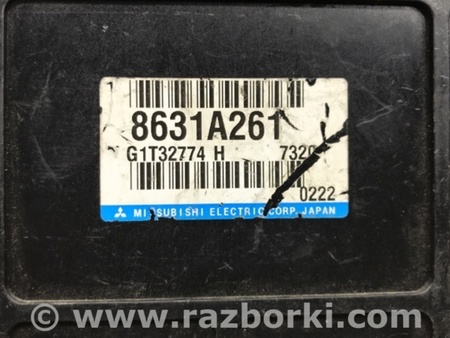 8631A261
G1T32774 H 7320
0222
MITSUBISHI ELECTRIC CORP. JAPAN
© www.razborki.com